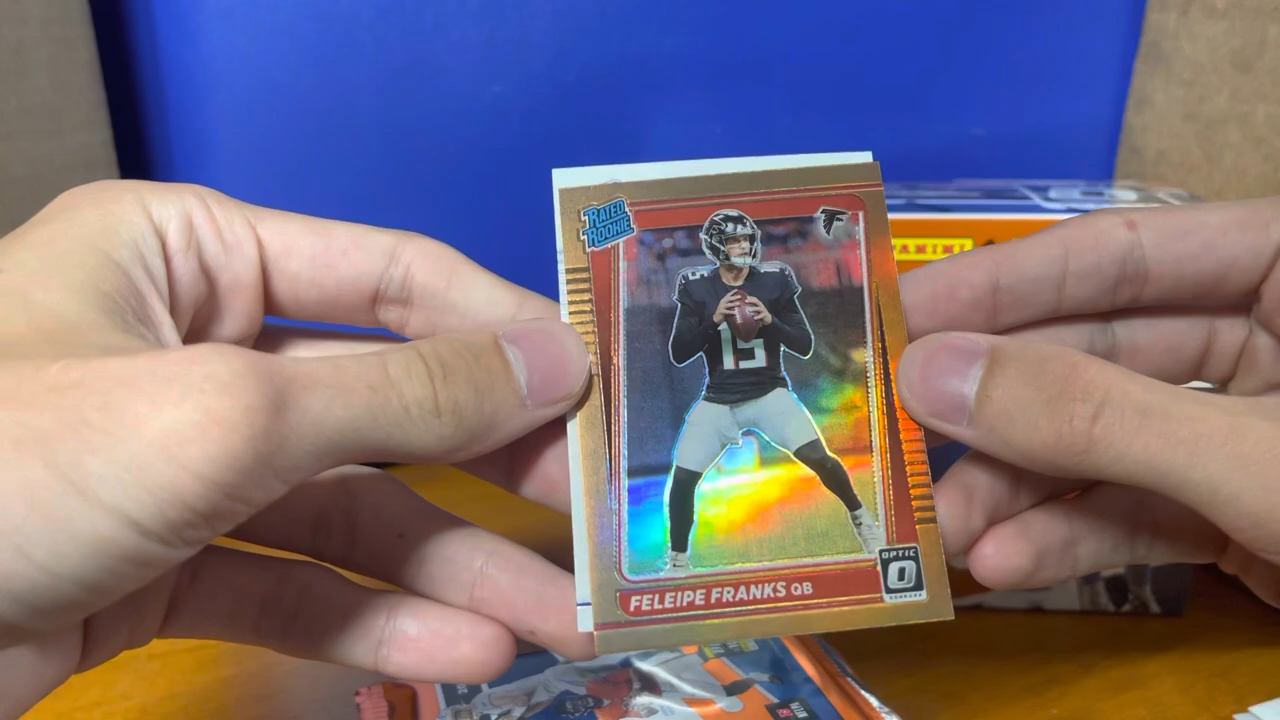 RATED
ROOKIE
PANINI
15
OPTIC
O
DONRUSS
FELEIPE FRANKS QB